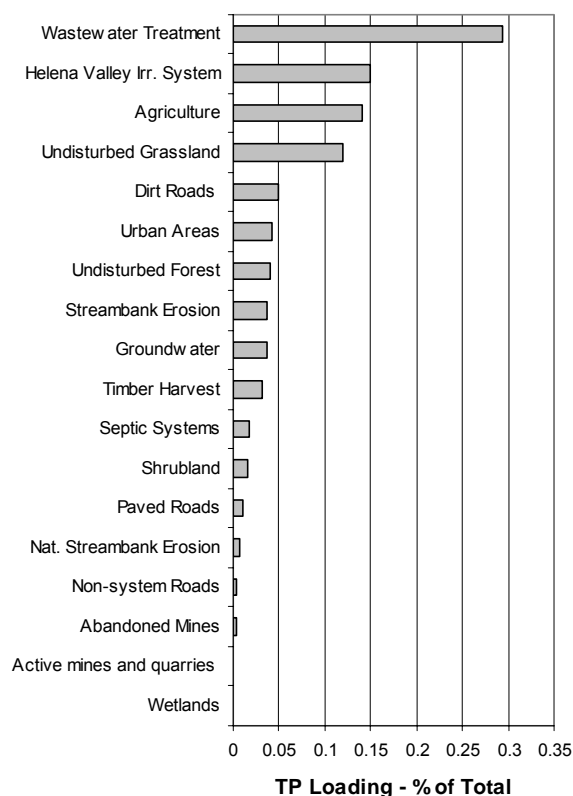 Wastewater Treatment
Helena Valley Irr. System
Agriculture
Undisturbed Grassland
Dirt Roads
Urban Areas
Undisturbed Forest
Streambank Erosion
Groundwater
Timber Harvest
Septic Systems
Shrubland
Paved Roads
Nat. Streambank Erosion
Non-system Roads
Abandoned Mines
Active mines and quarries
Wetlands
0 0.05 0.1 0.15 0.2 0.25 0.3 0.35
TP Loading - % of Total